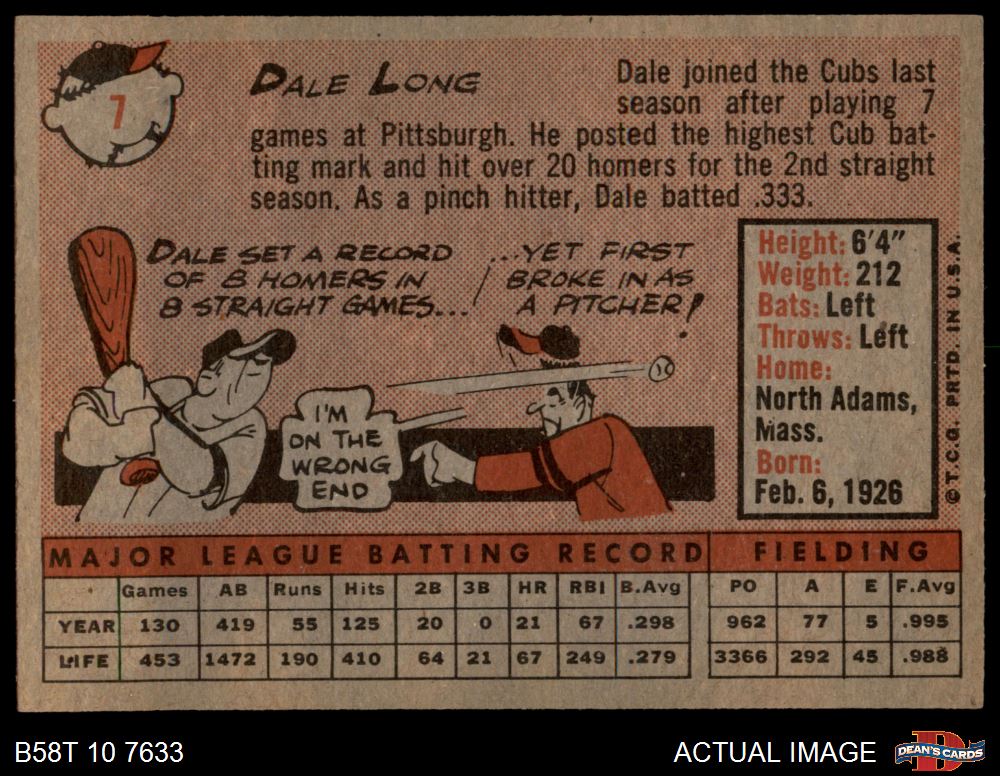 7
DALE LONG
Dale joined the Cubs last
season after playing 7
games at Pittsburgh. He posted the highest Cub bat-
ting mark and hit over 20 homers for the 2nd straight
season. As a pinch hitter, Dale batted .333.
DALE SET A RECORD
OF 8 HOMERS IN
8 STRAIGHT GAMES...
...YET FIRST
BROKE IN AS
A PITCHER!
I'M
ON THE
WRONG
END
Height: 6'4"
Weight: 212
Bats: Left
Throws: Left
Home:
North Adams,
Mass.
Born:
Feb. 6, 1926
©T.C.G. PRTD. IN U.S.A.
MAJOR LEAGUE BATTING RECORD FIELDING
Games AB Runs Hits 2B 3B HR RBI B.Avg PO A E F.Avg
YEAR 130 419 55 125 20 0 21 67 .298 962 77 5 .995
LIFE 453 1472 190 410 64 21 67 249 .279 3366 292 45 .988
B58T 10 7633
ACTUAL IMAGE
DEAN'S CARDS